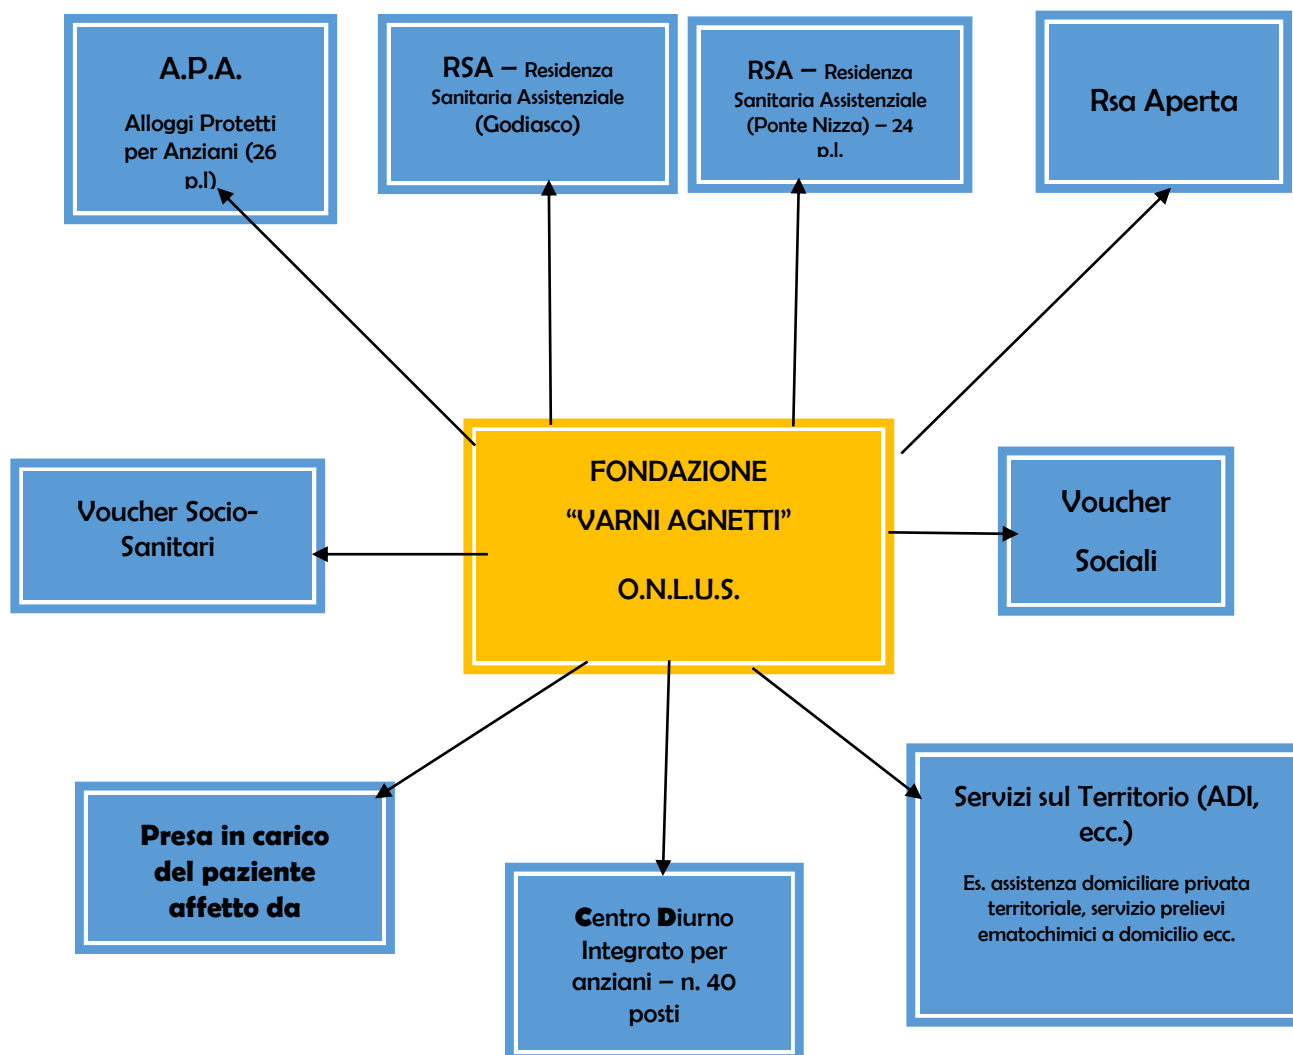 A.P.A.
Alloggi Protetti
per Anziani (26
p.l)
RSA – Residenza
Sanitaria Assistenziale
(Godiasco)
RSA – Residenza
Sanitaria Assistenziale
(Ponte Nizza) – 24
p.l.
Rsa Aperta
FONDAZIONE
“VARNI AGNETTI”
O.N.L.U.S.
Voucher Socio-
Sanitari
Voucher
Sociali
Presa in carico
del paziente
affetto da
Centro Diurno
Integrato per
anziani – n. 40
posti
Servizi sul Territorio (ADI,
ecc.)
Es. assistenza domiciliare privata
territoriale, servizio prelievi
ematochimici a domicilio ecc.